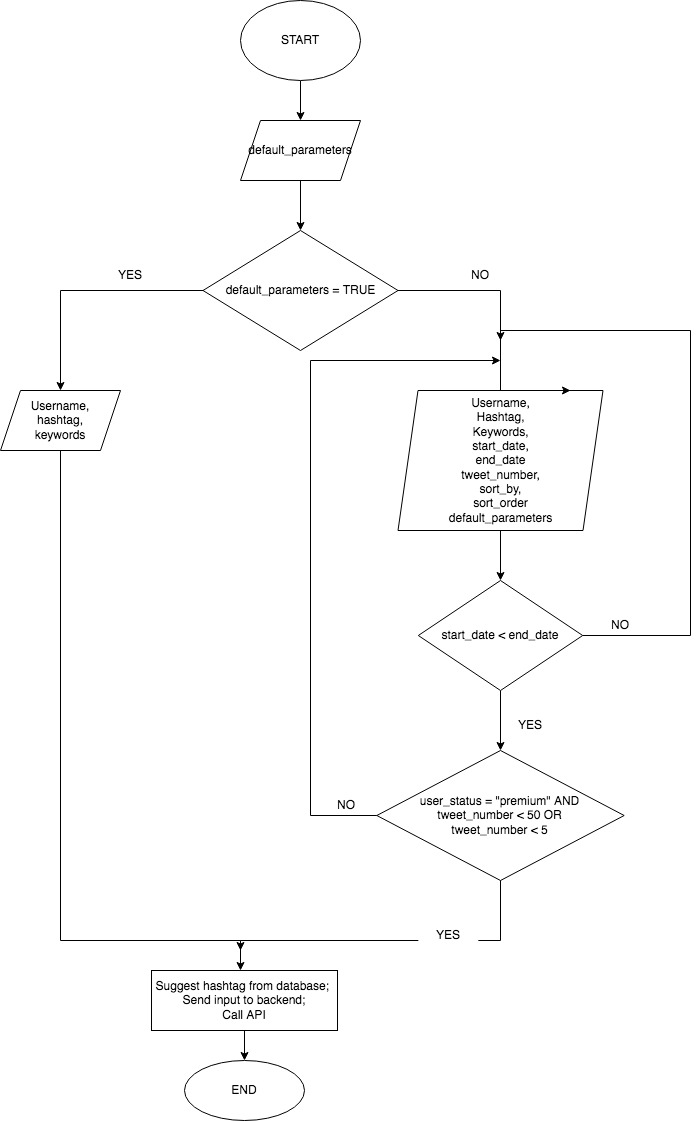 START
default_parameters
default_parameters = TRUE
YES
NO
Username,
hashtag,
keywords
Username,
Hashtag,
Keywords,
start_date,
end_date
tweet_number,
sort_by,
sort_order
default_parameters
start_date < end_date
NO
YES
user_status = "premium" AND
tweet_number < 50 OR
tweet_number < 5
NO
YES
Suggest hashtag from database;
Send input to backend;
Call API
END